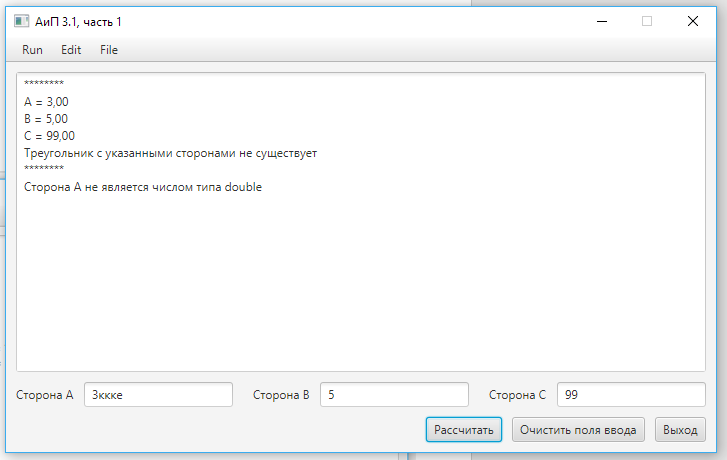 АиП 3.1, часть 1
Run Edit File
********
A = 3,00
B = 5,00
C = 99,00
Треугольник с указанными сторонами не существует
********
Сторона A не является числом типа double
Сторона A 3ккке Сторона B 5 Сторона C 99
Рассчитать Очистить поля ввода Выход